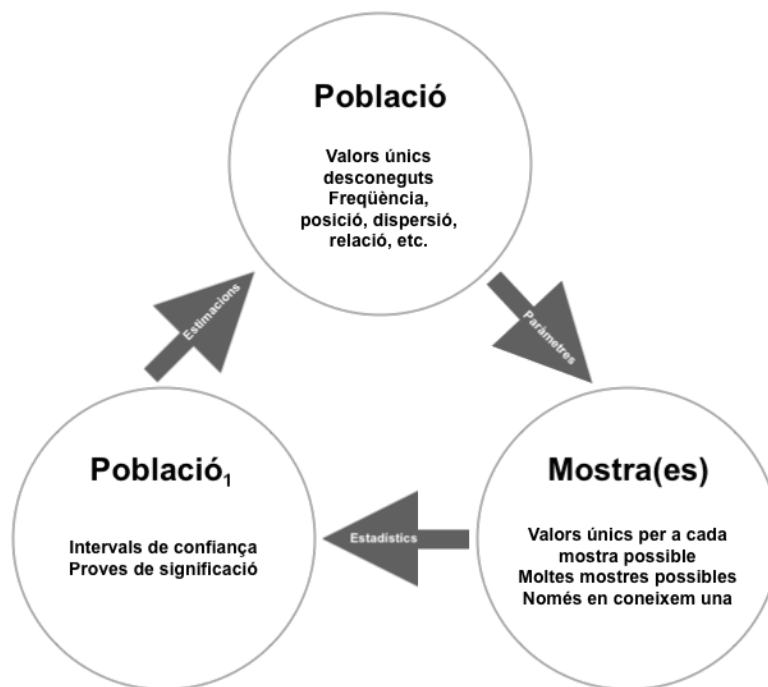 Població
Valors únics
desconeguts
Freqüència,
posició, dispersió,
relació, etc.
Estimacions
Paràmetres
Població₁
Intervals de confiança
Proves de significació
Estadístics
Mostra(es)
Valors únics per a cada
mostra possible
Moltes mostres possibles
Només en coneixem una